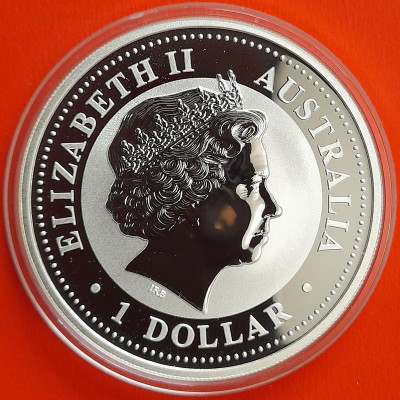 ELIZABETH II
AUSTRALIA
• 1 DOLLAR •
IRB